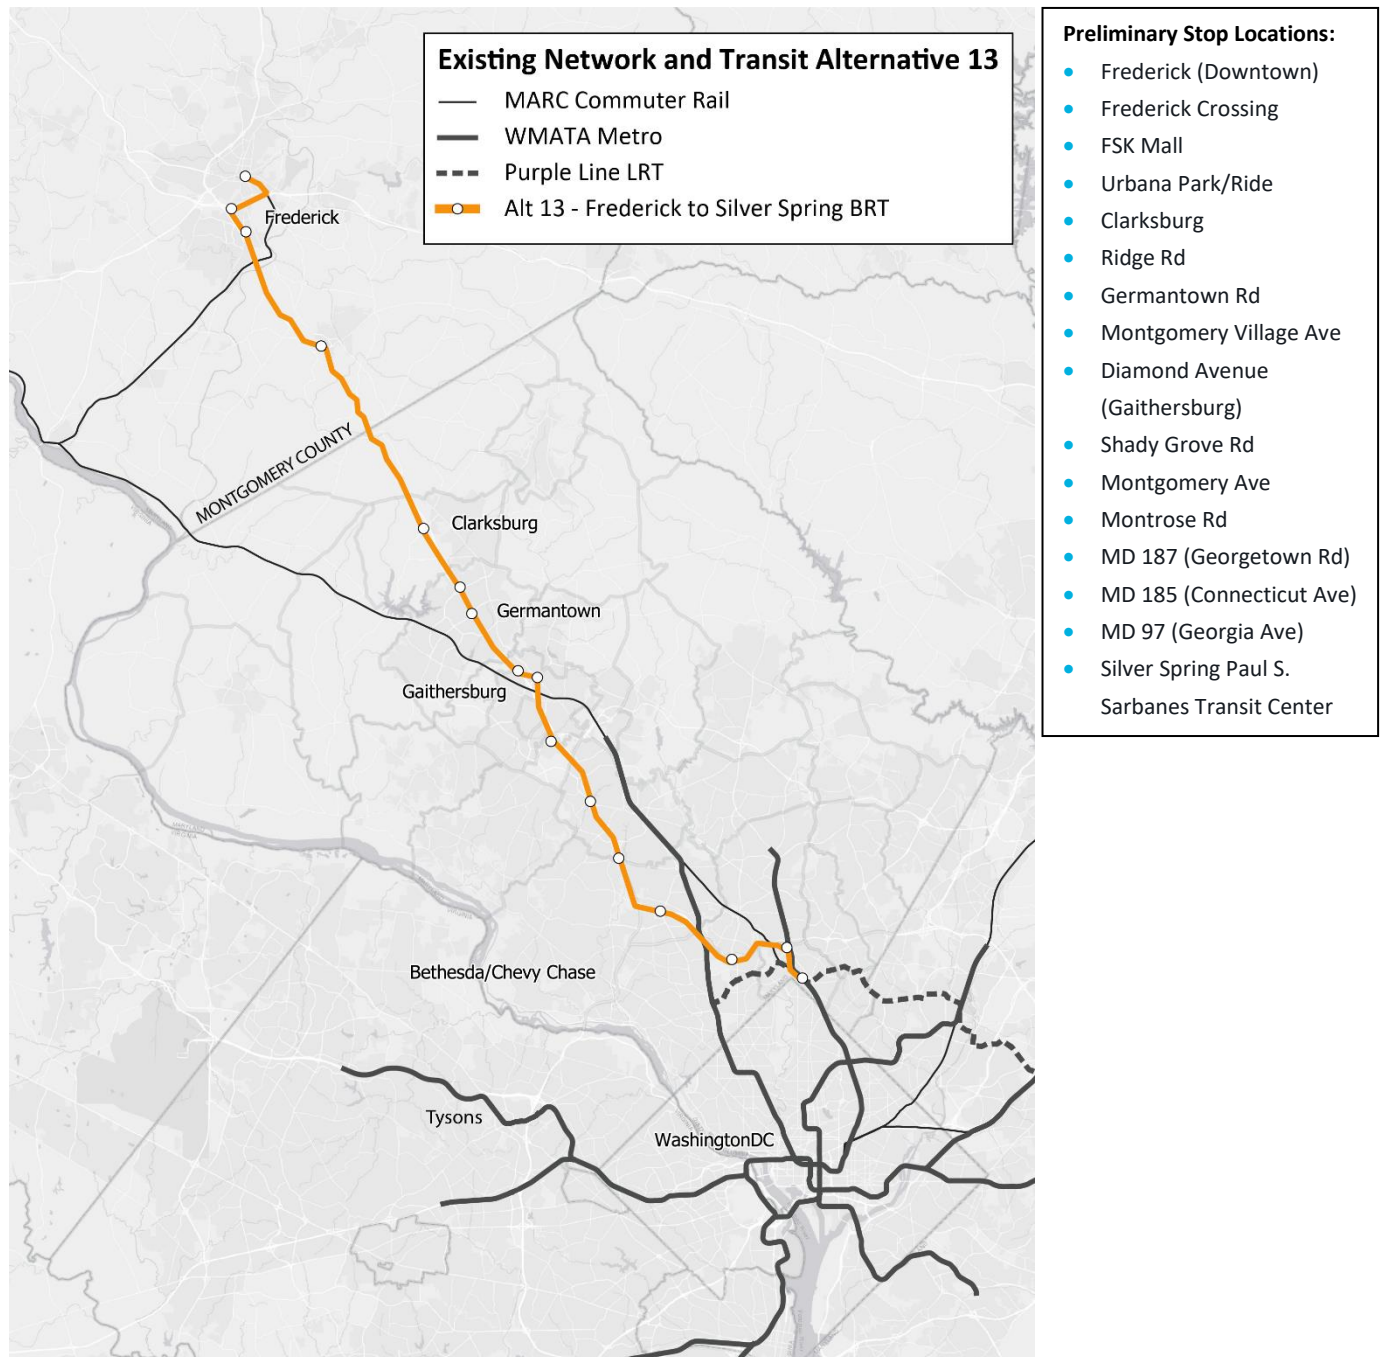 Existing Network and Transit Alternative 13
MARC Commuter Rail
WMATA Metro
Purple Line LRT
Alt 13 - Frederick to Silver Spring BRT
Preliminary Stop Locations:
Frederick (Downtown)
Frederick Crossing
FSK Mall
Urbana Park/Ride
Clarksburg
Ridge Rd
Germantown Rd
Montgomery Village Ave
Diamond Avenue
(Gaithersburg)
Shady Grove Rd
Montgomery Ave
Montrose Rd
MD 187 (Georgetown Rd)
MD 185 (Connecticut Ave)
MD 97 (Georgia Ave)
Silver Spring Paul S.
Sarbanes Transit Center
Frederick
MONTGOMERY COUNTY
Clarksburg
Germantown
Gaithersburg
Bethesda/Chevy Chase
Tysons
WashingtonDC